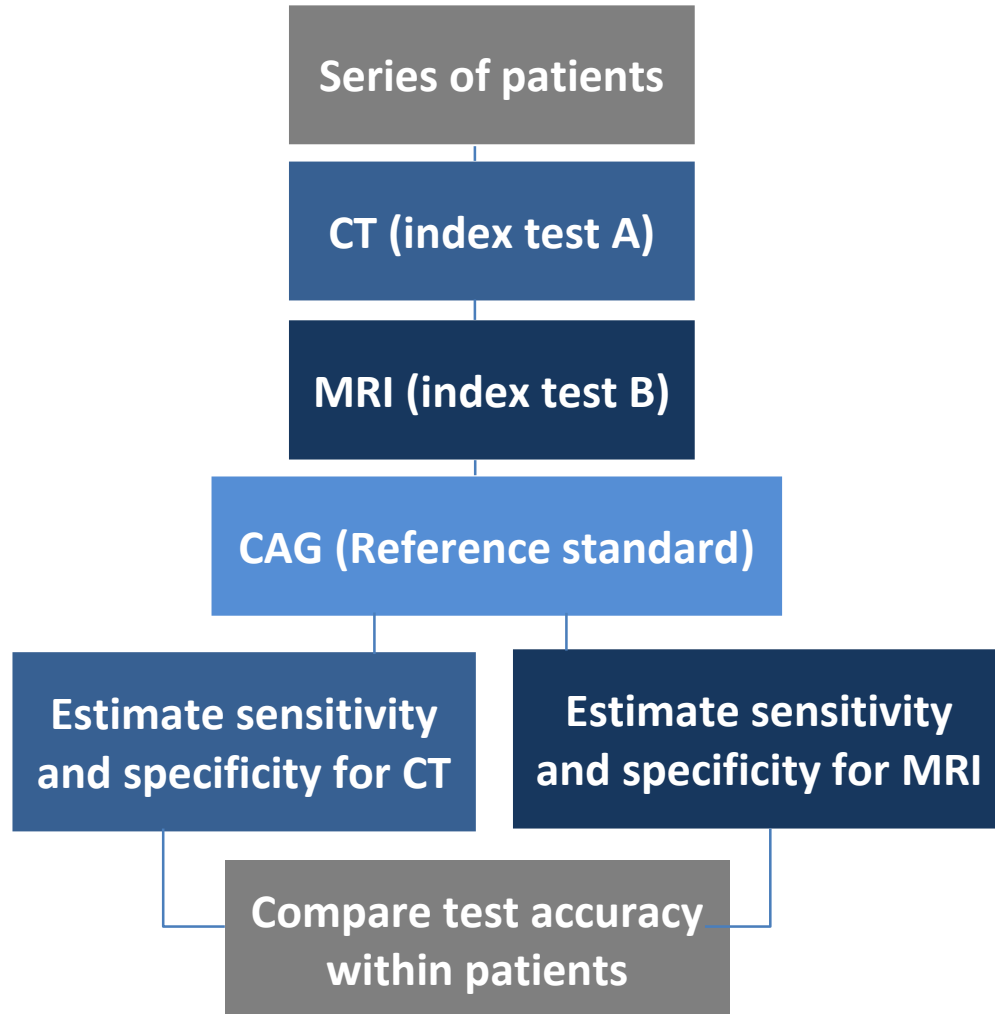 Series of patients
CT (index test A)
MRI (index test B)
CAG (Reference standard)
Estimate sensitivity
and specificity for CT
Estimate sensitivity
and specificity for MRI
Compare test accuracy
within patients